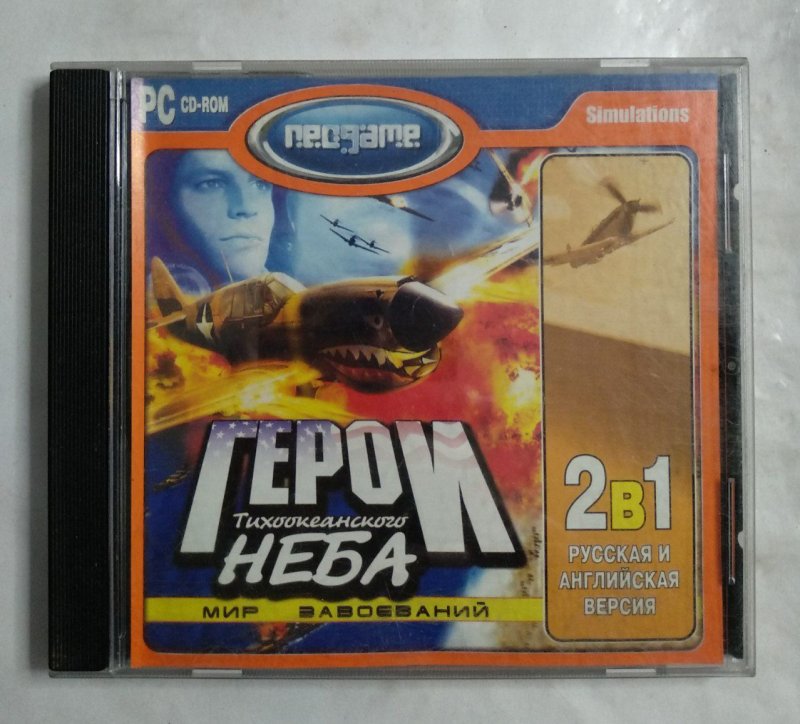 PC CD-ROM
neogame
Simulations
ГЕРОИ
Тихоокеанского
НЕБА
МИР ЗАВОЕВАНИЙ
2в1
РУССКАЯ И
АНГЛИЙСКАЯ
ВЕРСИЯ